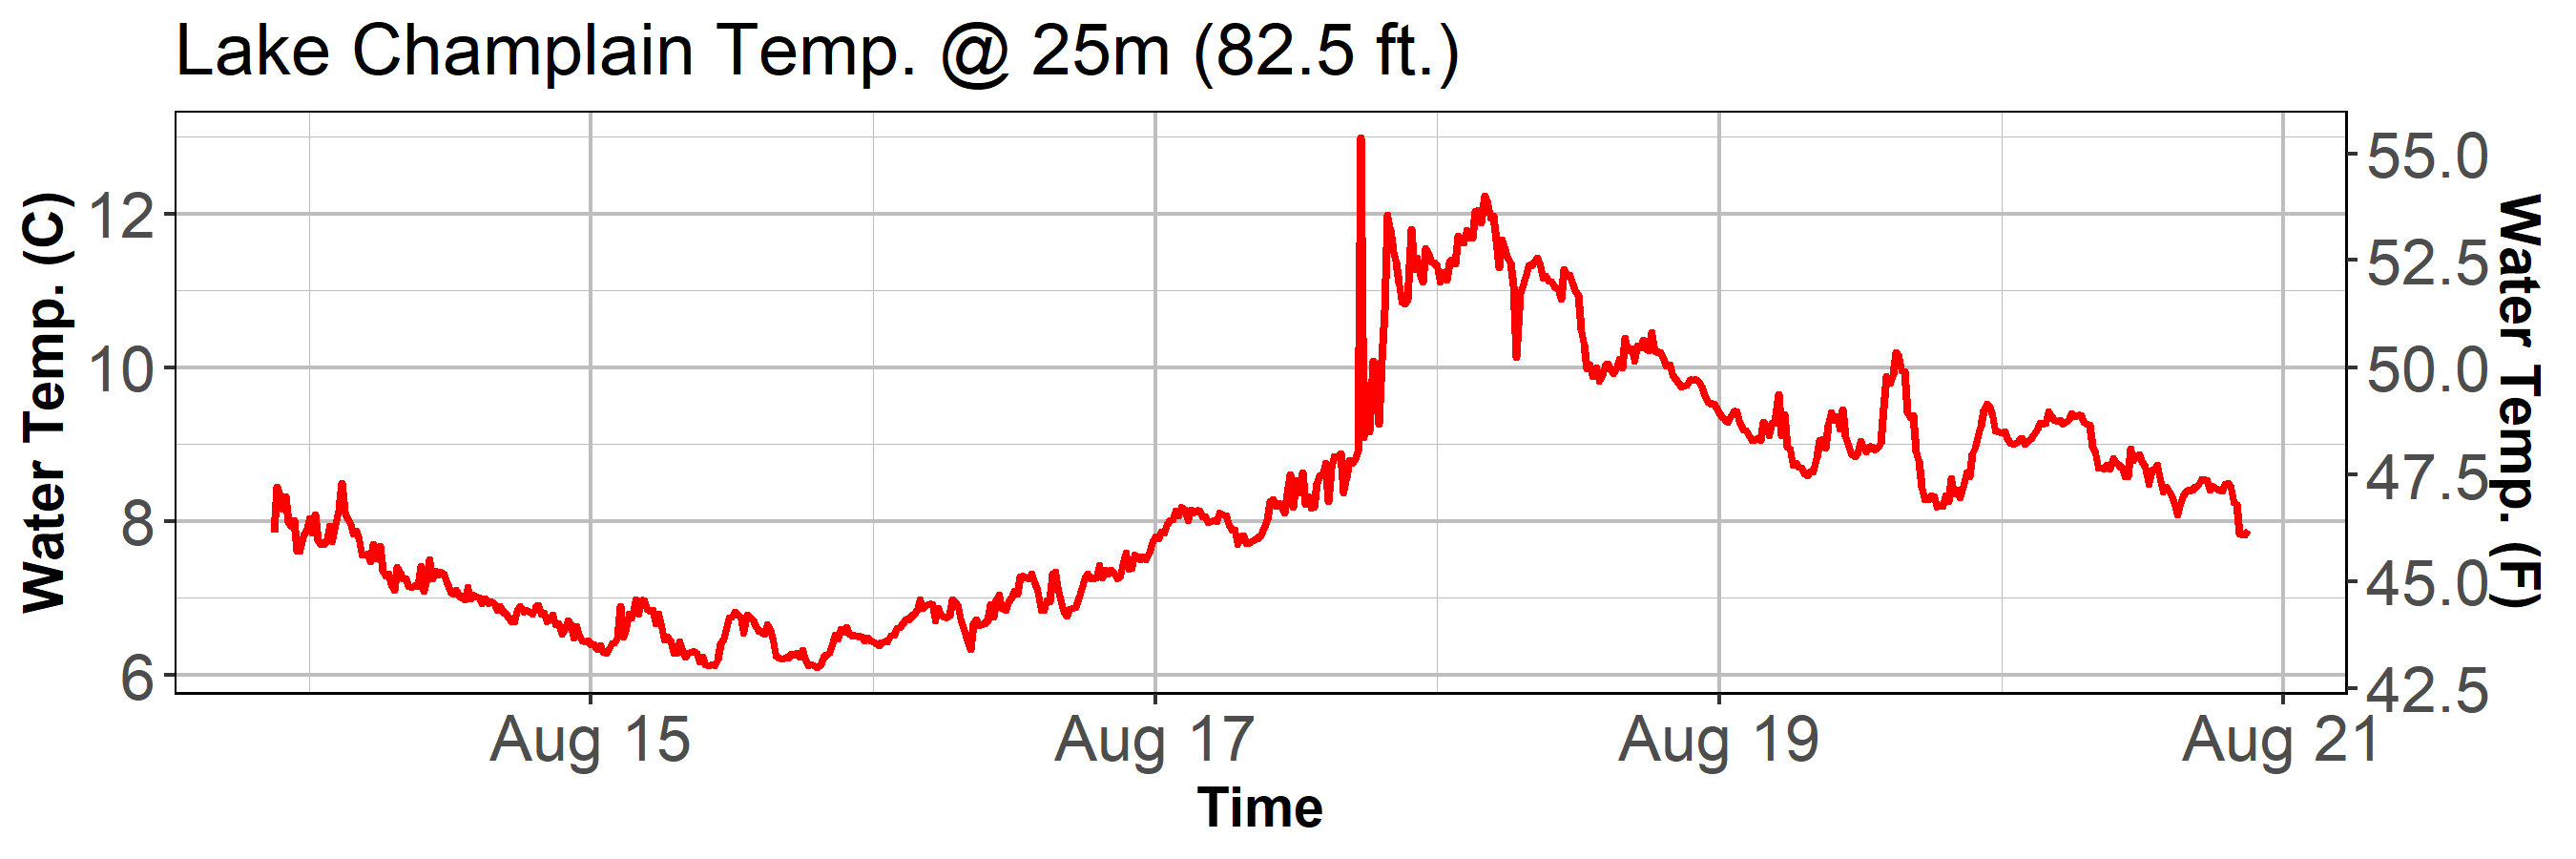 Lake Champlain Temp. @ 25m (82.5 ft.)
Water Temp. (C)
12
10
8
6
55.0
52.5
50.0
47.5
45.0
42.5
Water Temp. (F)
Aug 15 Aug 17 Aug 19 Aug 21
Time